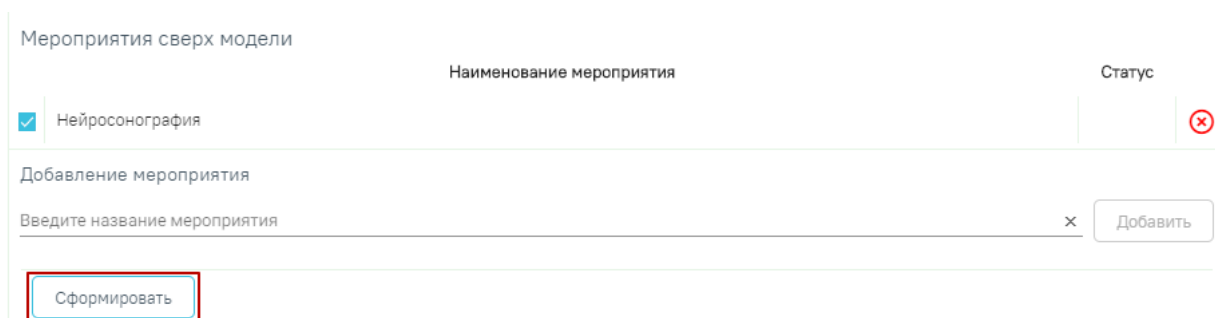 Мероприятия сверх модели
Наименование мероприятия Статус
Нейросонография
Добавление мероприятия
Введите название мероприятия Добавить
Сформировать